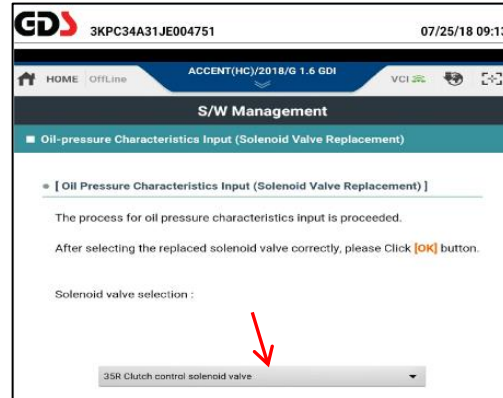 GDS 3KPC34A31JE004751 07/25/18 09:13
HOME OffLine ACCENT(HC)/2018/G 1.6 GDI VCI
S/W Management
Oil-pressure Characteristics Input (Solenoid Valve Replacement)
[ Oil Pressure Characteristics Input (Solenoid Valve Replacement) ]
The process for oil pressure characteristics input is proceeded.
After selecting the replaced solenoid valve correctly, please Click [OK] button.
Solenoid valve selection :
35R Clutch control solenoid valve